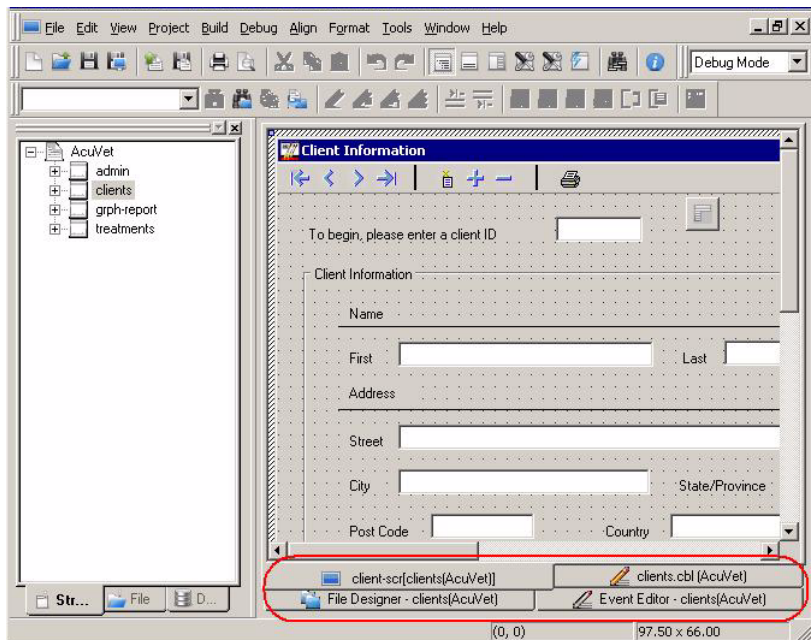 File Edit View Project Build Debug Align Format Tools Window Help
Debug Mode
AcuVet
admin
clients
grph-report
treatments
Client Information
To begin, please enter a client ID
Client Information
Name
First Last
Address
Street
City State/Province
Post Code Country
client-scr[clients(AcuVet)] clients.cbl (AcuVet)
File Designer - clients(AcuVet) Event Editor - clients(AcuVet)
Str... File D...
(0, 0) 97.50 x 66.00